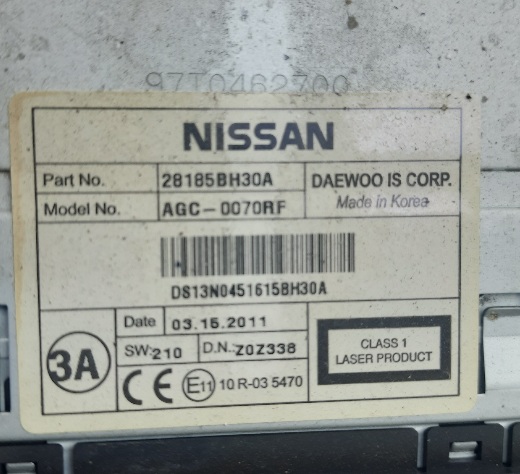 97T0462700
NISSAN
Part No. 28185BH30A
DAEWOO IS CORP.
Model No. AGC-0070RF
Made in Korea
DS13N0451615BH30A
Date 03.15.2011
3A
SW:210 D.N.:Z0Z338
CE E11 10 R-03 5470
CLASS 1
LASER PRODUCT